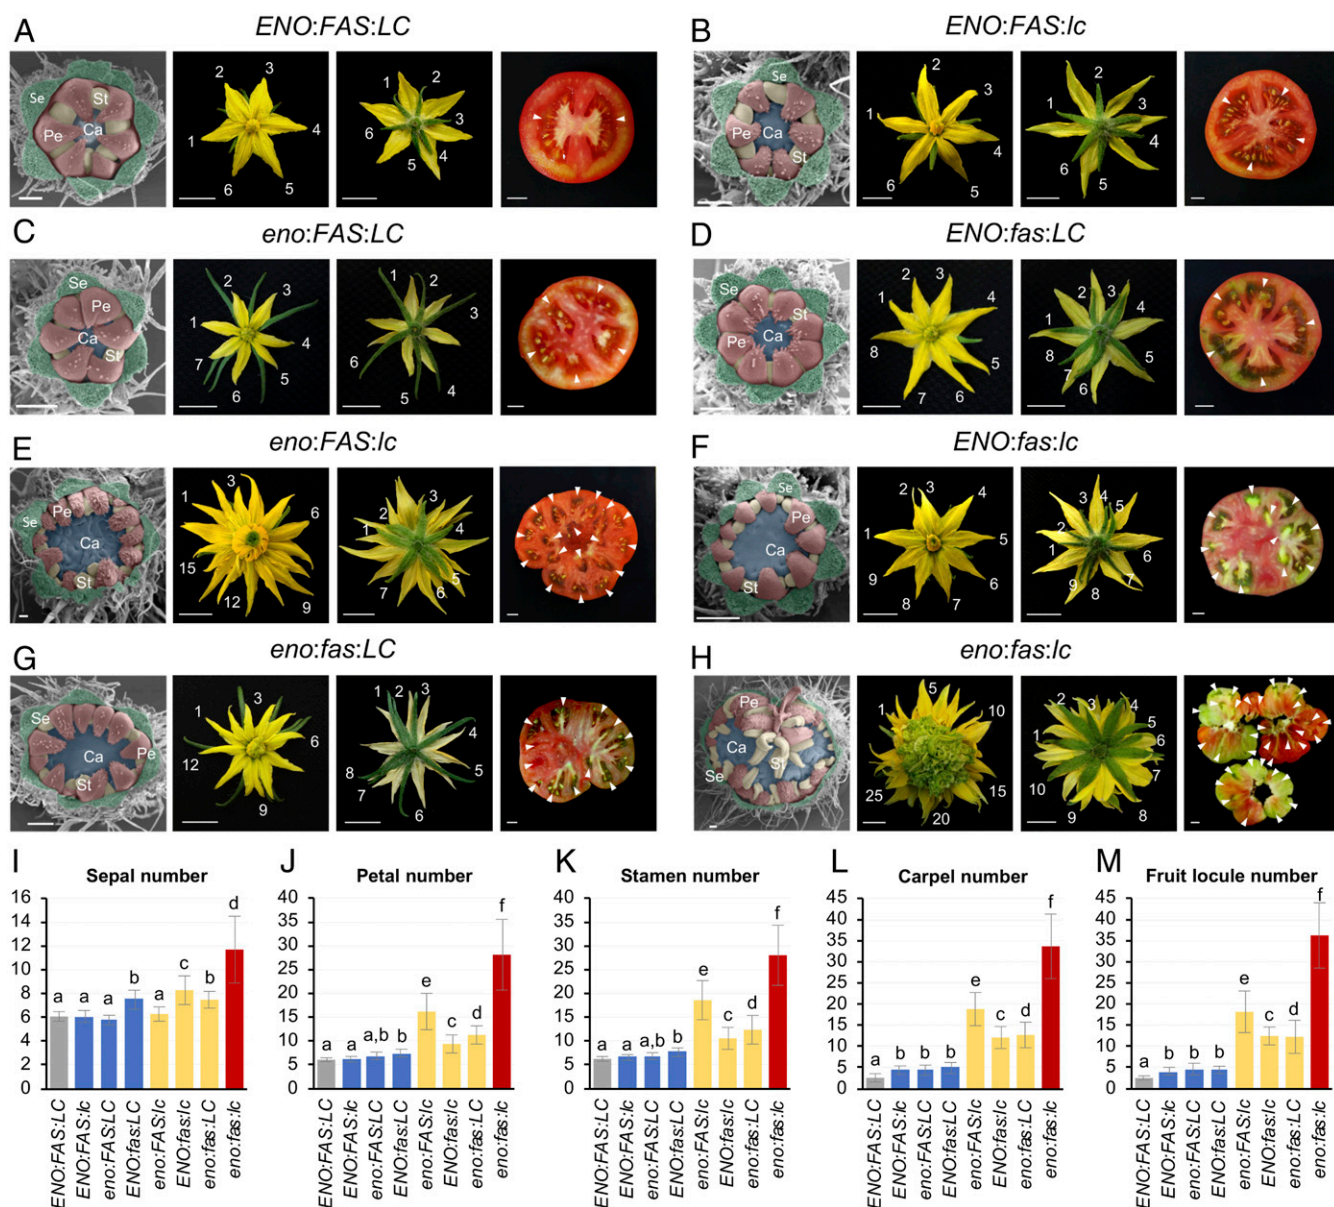 A ENO:FAS:LC
Se St Pe Ca
2 3 1 4 6 5
1 2 6 3 4 5
B ENO:FAS:lc
Se Pe Ca St
2 3 1 4 6 5
2 1 3 6 4 5
C eno:FAS:LC
Se Pe Ca St
2 3 1 4 7 5 6
1 2 3 6 4 5
D ENO:fas:LC
Se St Pe Ca
2 3 1 4 8 5 6 7
2 3 4 1 8 5 7 6
E eno:FAS:lc
Pe Se Ca St
3 1 6 15 12 9
3 2 1 4 5 7 6
F ENO:fas:lc
Se Pe Ca St
2 3 4 1 5 9 6 8 7
3 4 5 2 1 6 9 7 8
G eno:fas:LC
Se Ca Pe St
3 1 6 12 9
1 2 3 4 8 5 7 6
H eno:fas:lc
Pe Ca St Se
5 10 25 15 20
2 3 4 5 1 6 7 10 9 8
I Sepal number
16
14
12
10
8
6
4
2
0
a a a b a c b d
ENO:FAS:LC
ENO:FAS:lc
eno:FAS:LC
ENO:fas:LC
eno:FAS:lc
ENO:fas:lc
eno:fas:LC
eno:fas:lc
J Petal number
40
35
30
25
20
15
10
5
0
a a a,b b e c d f
ENO:FAS:LC
ENO:FAS:lc
eno:FAS:LC
ENO:fas:LC
eno:FAS:lc
ENO:fas:lc
eno:fas:LC
eno:fas:lc
K Stamen number
40
35
30
25
20
15
10
5
0
a a a,b b e c d f
ENO:FAS:LC
ENO:FAS:lc
eno:FAS:LC
ENO:fas:LC
eno:FAS:lc
ENO:fas:lc
eno:fas:LC
eno:fas:lc
L Carpel number
45
40
35
30
25
20
15
10
5
0
a b b b e c d f
ENO:FAS:LC
ENO:FAS:lc
eno:FAS:LC
ENO:fas:LC
eno:FAS:lc
ENO:fas:lc
eno:fas:LC
eno:fas:lc
M Fruit locule number
45
40
35
30
25
20
15
10
5
0
a b b b e c d f
ENO:FAS:LC
ENO:FAS:lc
eno:FAS:LC
ENO:fas:LC
eno:FAS:lc
ENO:fas:lc
eno:fas:LC
eno:fas:lc